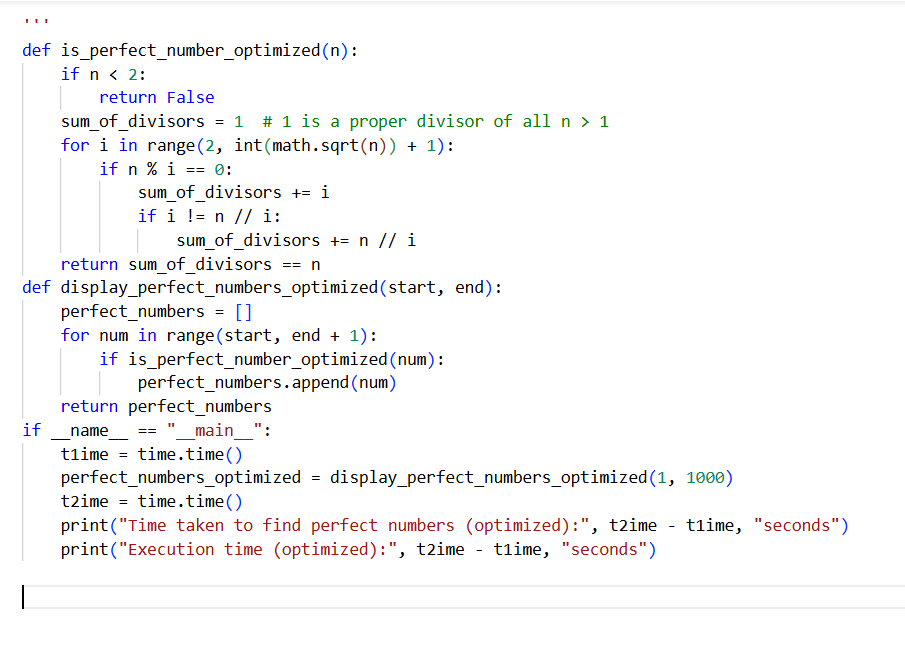 '''
def is_perfect_number_optimized(n):
    if n < 2:
        return False
    sum_of_divisors = 1  # 1 is a proper divisor of all n > 1
    for i in range(2, int(math.sqrt(n)) + 1):
        if n % i == 0:
            sum_of_divisors += i
            if i != n // i:
                sum_of_divisors += n // i
    return sum_of_divisors == n
def display_perfect_numbers_optimized(start, end):
    perfect_numbers = []
    for num in range(start, end + 1):
        if is_perfect_number_optimized(num):
            perfect_numbers.append(num)
    return perfect_numbers
if __name__ == "__main__":
    t1ime = time.time()
    perfect_numbers_optimized = display_perfect_numbers_optimized(1, 1000)
    t2ime = time.time()
    print("Time taken to find perfect numbers (optimized):", t2ime - t1ime, "seconds")
    print("Execution time (optimized):", t2ime - t1ime, "seconds")